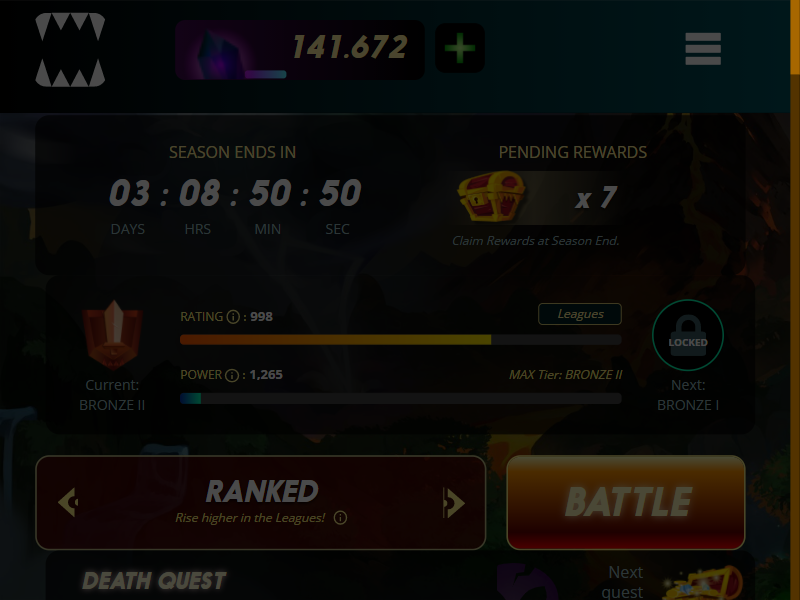 141.672
SEASON ENDS IN
03 : 08 : 50 : 50
DAYS HRS MIN SEC
PENDING REWARDS
x 7
Claim Rewards at Season End.
Current:
BRONZE II
RATING : 998
Leagues
POWER : 1,265
MAX Tier: BRONZE II
LOCKED
Next:
BRONZE I
RANKED
Rise higher in the Leagues!
BATTLE
DEATH QUEST
Next
quest